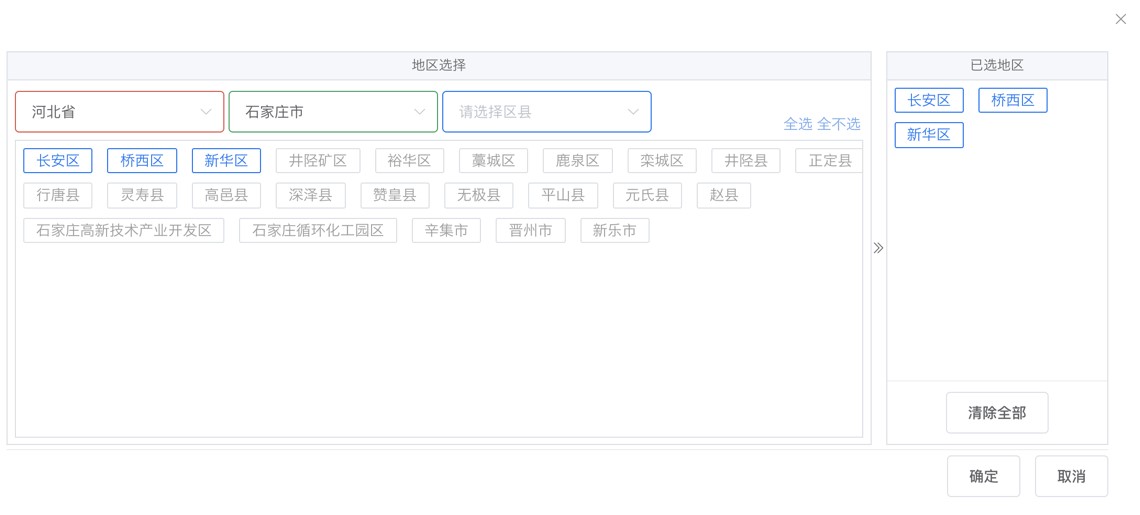 地区选择
河北省 石家庄市 请选择区县
全选 全不选
长安区 桥西区 新华区 井陉矿区 裕华区 藁城区 鹿泉区 栾城区 井陉县 正定县
行唐县 灵寿县 高邑县 深泽县 赞皇县 无极县 平山县 元氏县 赵县
石家庄高新技术产业开发区 石家庄循环化工园区 辛集市 晋州市 新乐市
已选地区
长安区 桥西区
新华区
清除全部
确定 取消